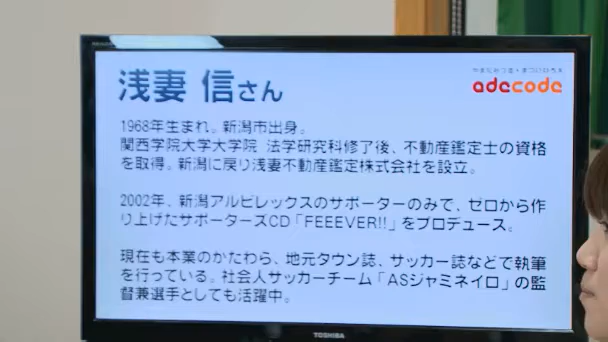 浅妻 信さん
adecode
1968年生まれ。新潟市出身。
関西学院大学大学院 法学研究科修了後、不動産鑑定士の資格
を取得。新潟に戻り浅妻不動産鑑定株式会社を設立。
2002年、新潟アルビレックスのサポーターのみで、ゼロから作
り上げたサポーターズCD「FEEEVER!!」をプロデュース。
現在も本業のかたわら、地元タウン誌、サッカー誌などで執筆
を行っている。社会人サッカーチーム「ASジャミネイロ」の監
督兼選手としても活躍中。
TOSHIBA